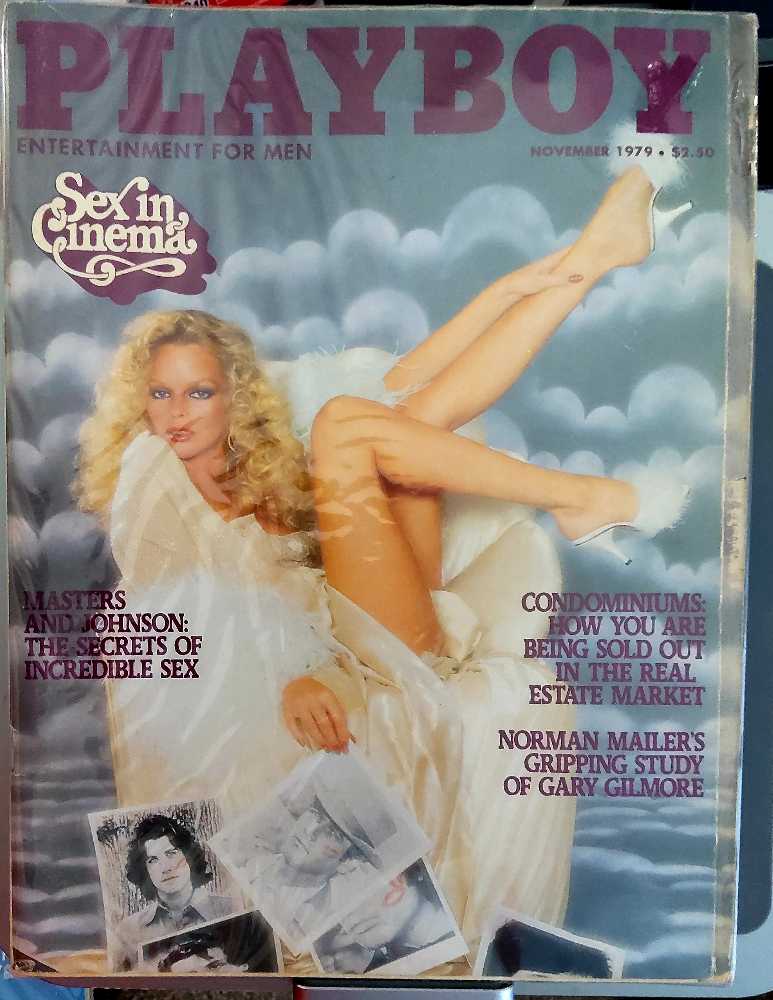 PLAYBOY
ENTERTAINMENT FOR MEN
NOVEMBER 1979 • $2.50
Sex in
Cinema
MASTERS
AND JOHNSON:
THE SECRETS OF
INCREDIBLE SEX
CONDOMINIUMS:
HOW YOU ARE
BEING SOLD OUT
IN THE REAL
ESTATE MARKET
NORMAN MAILER'S
GRIPPING STUDY
OF GARY GILMORE